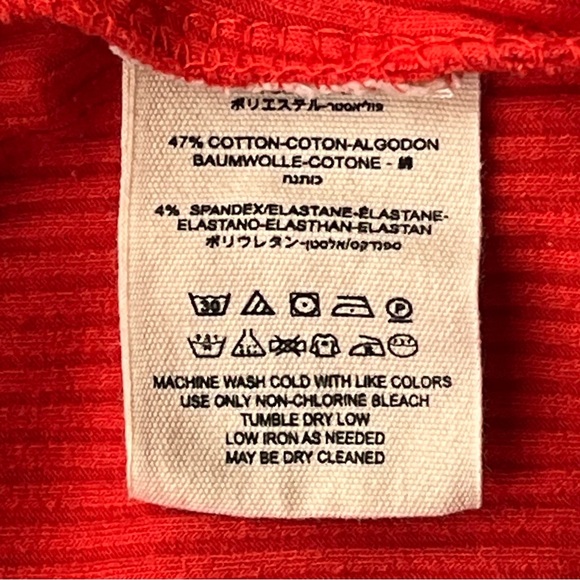 ポリエステル-פוליאסטר
47% COTTON-COTON-ALGODON
BAUMWOLLE-COTONE - 綿
כותנה
4% SPANDEX/ELASTANE-ÉLASTANE-
ELASTANO-ELASTHAN-ELASTAN
ポリウレタン-ספנדקס/אלסטן
30 P
MACHINE WASH COLD WITH LIKE COLORS
USE ONLY NON-CHLORINE BLEACH
TUMBLE DRY LOW
LOW IRON AS NEEDED
MAY BE DRY CLEANED